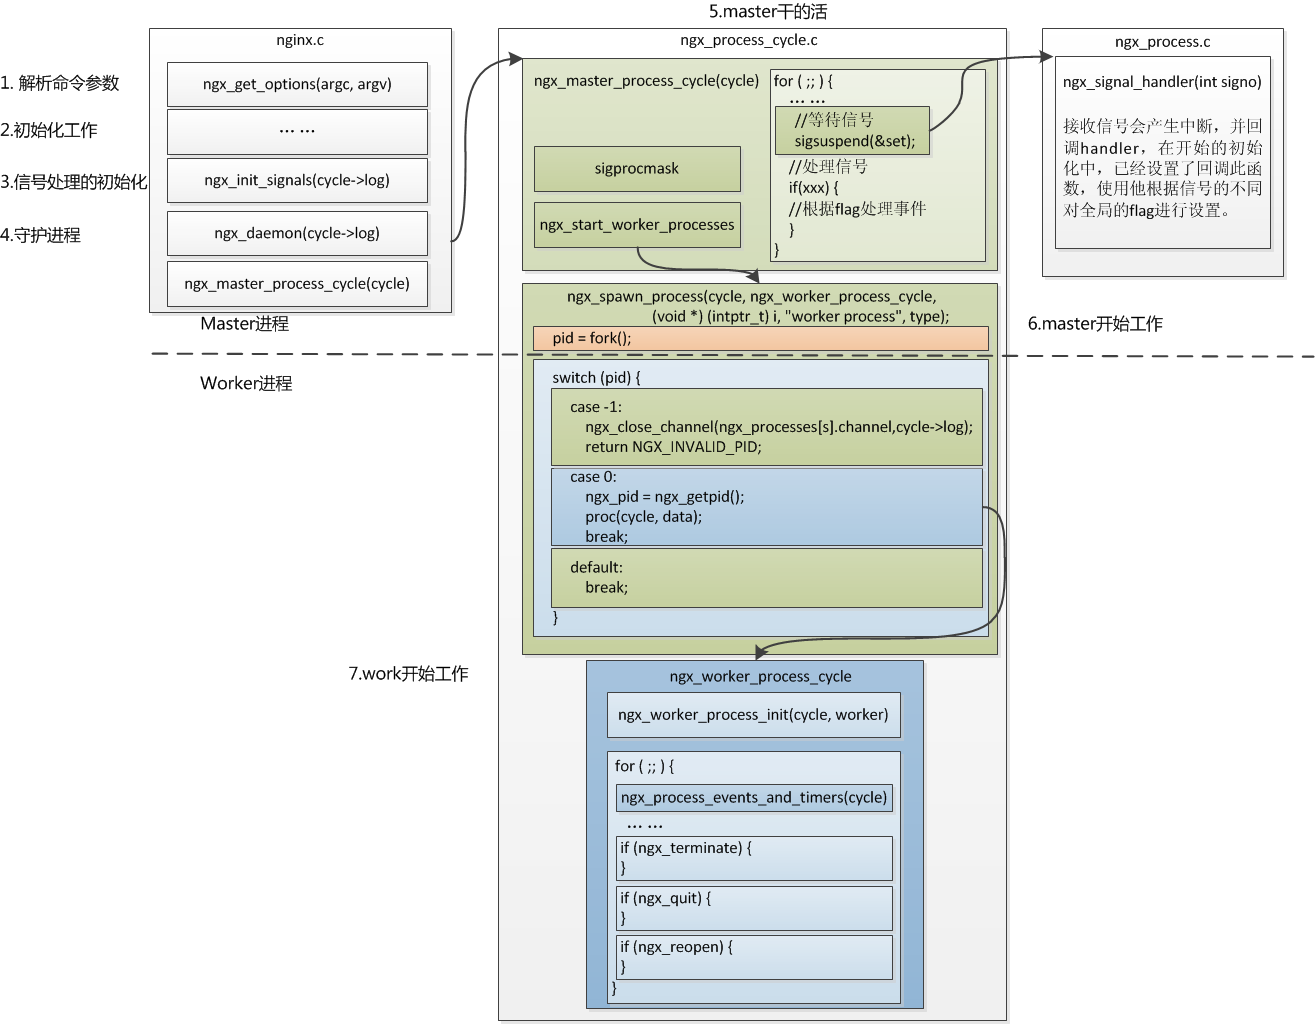 5.master干的活
nginx.c
1. 解析命令参数
ngx_get_options(argc, argv)
2.初始化工作
... ...
3.信号处理的初始化
ngx_init_signals(cycle->log)
4.守护进程
ngx_daemon(cycle->log)
ngx_master_process_cycle(cycle)
Master进程
Worker进程
ngx_process_cycle.c
ngx_master_process_cycle(cycle)
sigprocmask
ngx_start_worker_processes
for ( ;; ) {
... ...
//等待信号
sigsuspend(&set);
//处理信号
if(xxx) {
//根据flag处理事件
}
}
ngx_process.c
ngx_signal_handler(int signo)
接收信号会产生中断，并回
调handler，在开始的初始
化中，已经设置了回调此函
数，使用他根据信号的不同
对全局的flag进行设置。
ngx_spawn_process(cycle, ngx_worker_process_cycle,
(void *) (intptr_t) i, "worker process", type);
pid = fork();
6.master开始工作
switch (pid) {
case -1:
ngx_close_channel(ngx_processes[s].channel,cycle->log);
return NGX_INVALID_PID;
case 0:
ngx_pid = ngx_getpid();
proc(cycle, data);
break;
default:
break;
}
7.work开始工作
ngx_worker_process_cycle
ngx_worker_process_init(cycle, worker)
for ( ;; ) {
ngx_process_events_and_timers(cycle)
... ...
if (ngx_terminate) {
}
if (ngx_quit) {
}
if (ngx_reopen) {
}
}